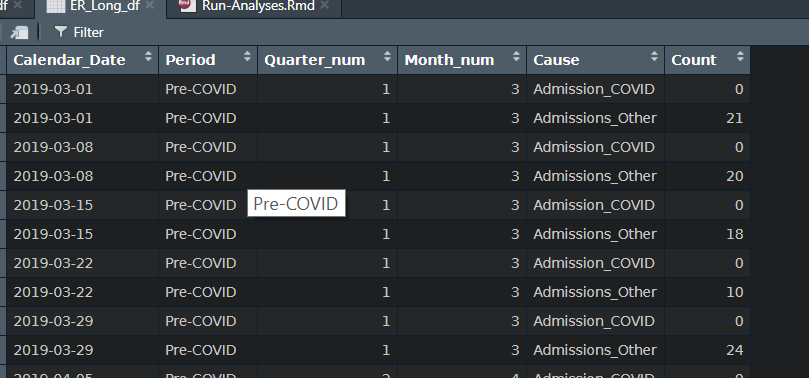 df × ER_Long_df × Run-Analyses.Rmd ×
Filter
Calendar_Date Period Quarter_num Month_num Cause Count
2019-03-01 Pre-COVID 1 3 Admission_COVID 0
2019-03-01 Pre-COVID 1 3 Admissions_Other 21
2019-03-08 Pre-COVID 1 3 Admission_COVID 0
2019-03-08 Pre-COVID 1 3 Admissions_Other 20
2019-03-15 Pre-COVID 1 3 Admission_COVID 0
Pre-COVID
2019-03-15 Pre-COVID 1 3 Admissions_Other 18
2019-03-22 Pre-COVID 1 3 Admission_COVID 0
2019-03-22 Pre-COVID 1 3 Admissions_Other 10
2019-03-29 Pre-COVID 1 3 Admission_COVID 0
2019-03-29 Pre-COVID 1 3 Admissions_Other 24